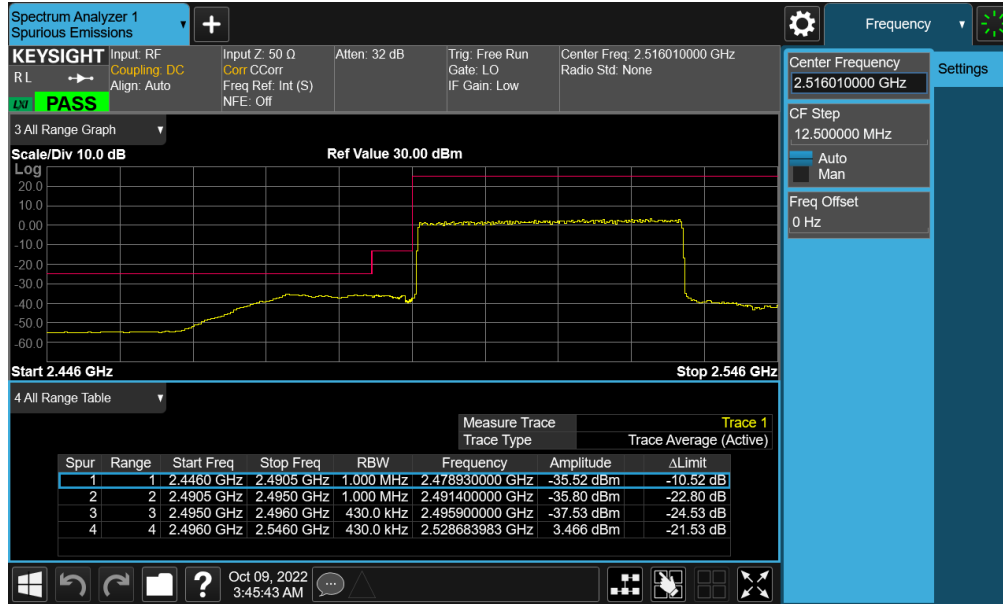 Spectrum Analyzer 1
Spurious Emissions
+
Frequency
KEYSIGHT
R L
LXI
PASS
Input: RF
Coupling: DC
Align: Auto
Input Z: 50 Ω
Corr CCorr
Freq Ref: Int (S)
NFE: Off
Atten: 32 dB
Trig: Free Run
Gate: LO
IF Gain: Low
Center Freq: 2.516010000 GHz
Radio Std: None
Center Frequency
2.516010000 GHz
Settings
CF Step
12.500000 MHz
Auto
Man
Freq Offset
0 Hz
3 All Range Graph
Scale/Div 10.0 dB
Ref Value 30.00 dBm
Log
20.0
10.0
0.00
-10.0
-20.0
-30.0
-40.0
-50.0
-60.0
Start 2.446 GHz
Stop 2.546 GHz
4 All Range Table
Measure Trace Trace 1
Trace Type Trace Average (Active)
Spur Range Start Freq Stop Freq RBW Frequency Amplitude ΔLimit
1 1 2.4460 GHz 2.4905 GHz 1.000 MHz 2.478930000 GHz -35.52 dBm -10.52 dB
2 2 2.4905 GHz 2.4950 GHz 1.000 MHz 2.491400000 GHz -35.80 dBm -22.80 dB
3 3 2.4950 GHz 2.4960 GHz 430.0 kHz 2.495900000 GHz -37.53 dBm -24.53 dB
4 4 2.4960 GHz 2.5460 GHz 430.0 kHz 2.528683983 GHz 3.466 dBm -21.53 dB
?
Oct 09, 2022
3:45:43 AM